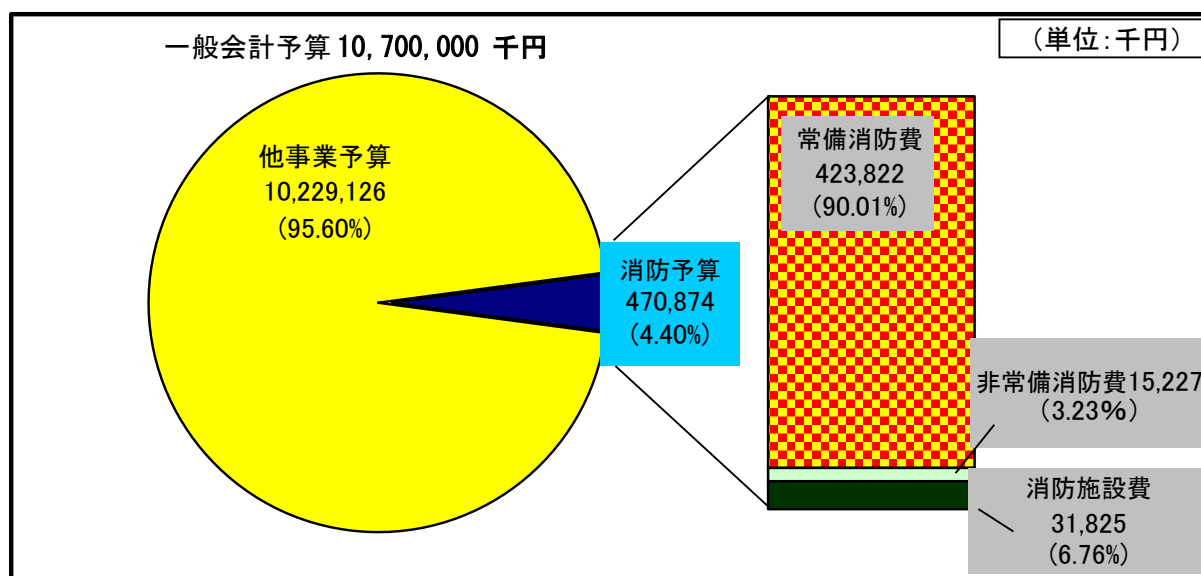 一般会計予算 10,700,000 千円
(単位:千円)
他事業予算
10,229,126
(95.60%)
消防予算
470,874
(4.40%)
常備消防費
423,822
(90.01%)
非常備消防費15,227
(3.23%)
消防施設費
31,825
(6.76%)